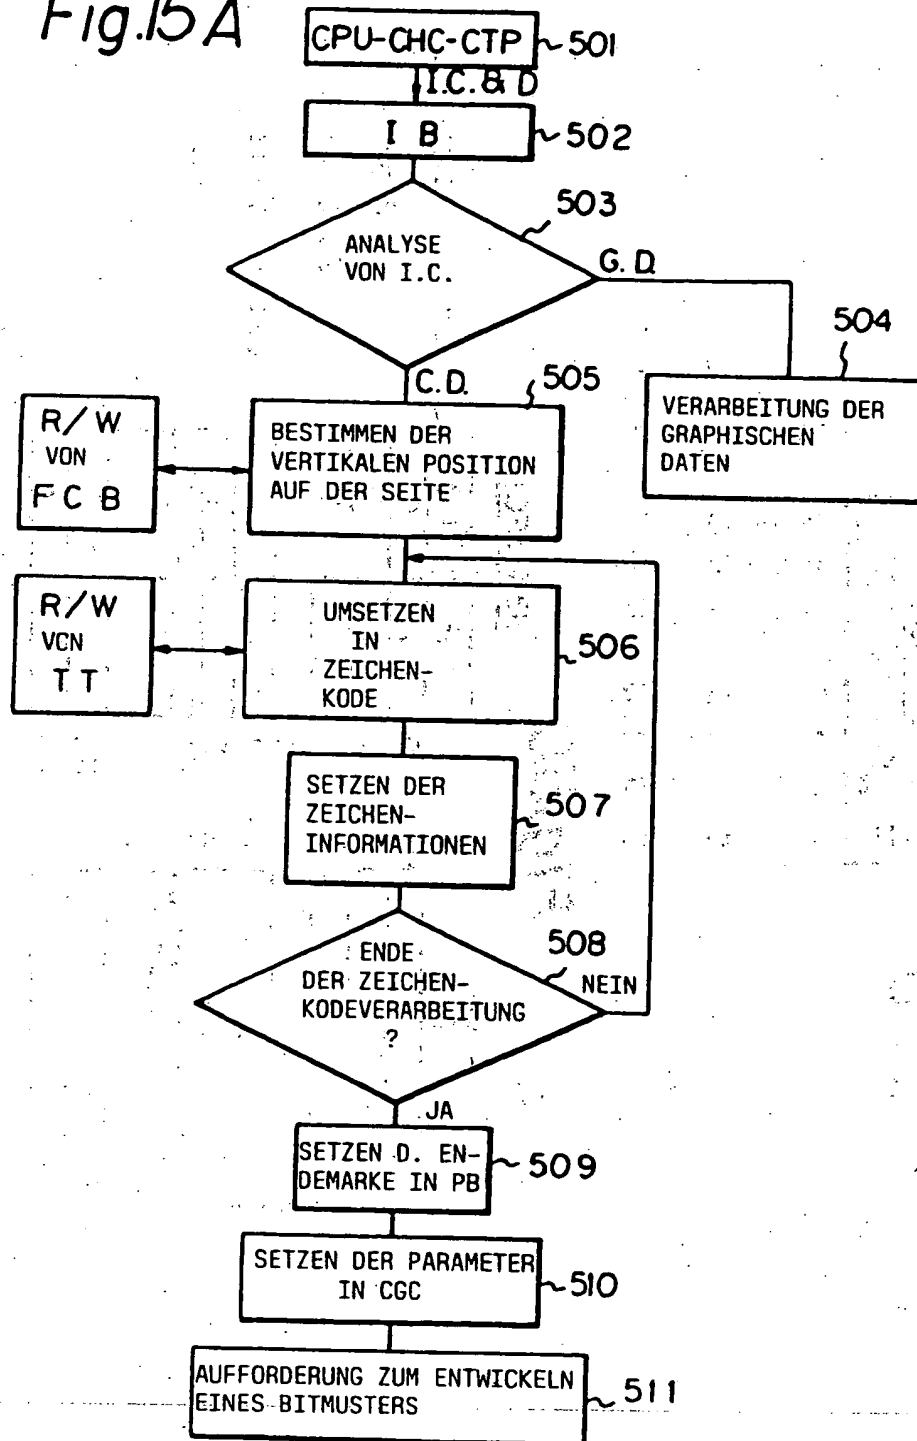 Fig.15A
CPU-CHC-CTP
501
I.C. & D
I B
502
503
ANALYSE
VON I.C.
G. D.
504
VERARBEITUNG DER
GRAPHISCHEN
DATEN
C.D.
505
R/W
VON
F C B
BESTIMMEN DER
VERTIKALEN POSITION
AUF DER SEITE
R/W
VCN
T T
UMSETZEN
IN
ZEICHEN-
KODE
506
SETZEN DER
ZEICHEN-
INFORMATIONEN
507
508
ENDE
DER ZEICHEN-
KODEVERARBEITUNG
?
NEIN
JA
SETZEN D. EN-
DEMARKE IN PB
509
SETZEN DER PARAMETER
IN CGC
510
AUFFORDERUNG ZUM ENTWICKELN
EINES BITMUSTERS
511